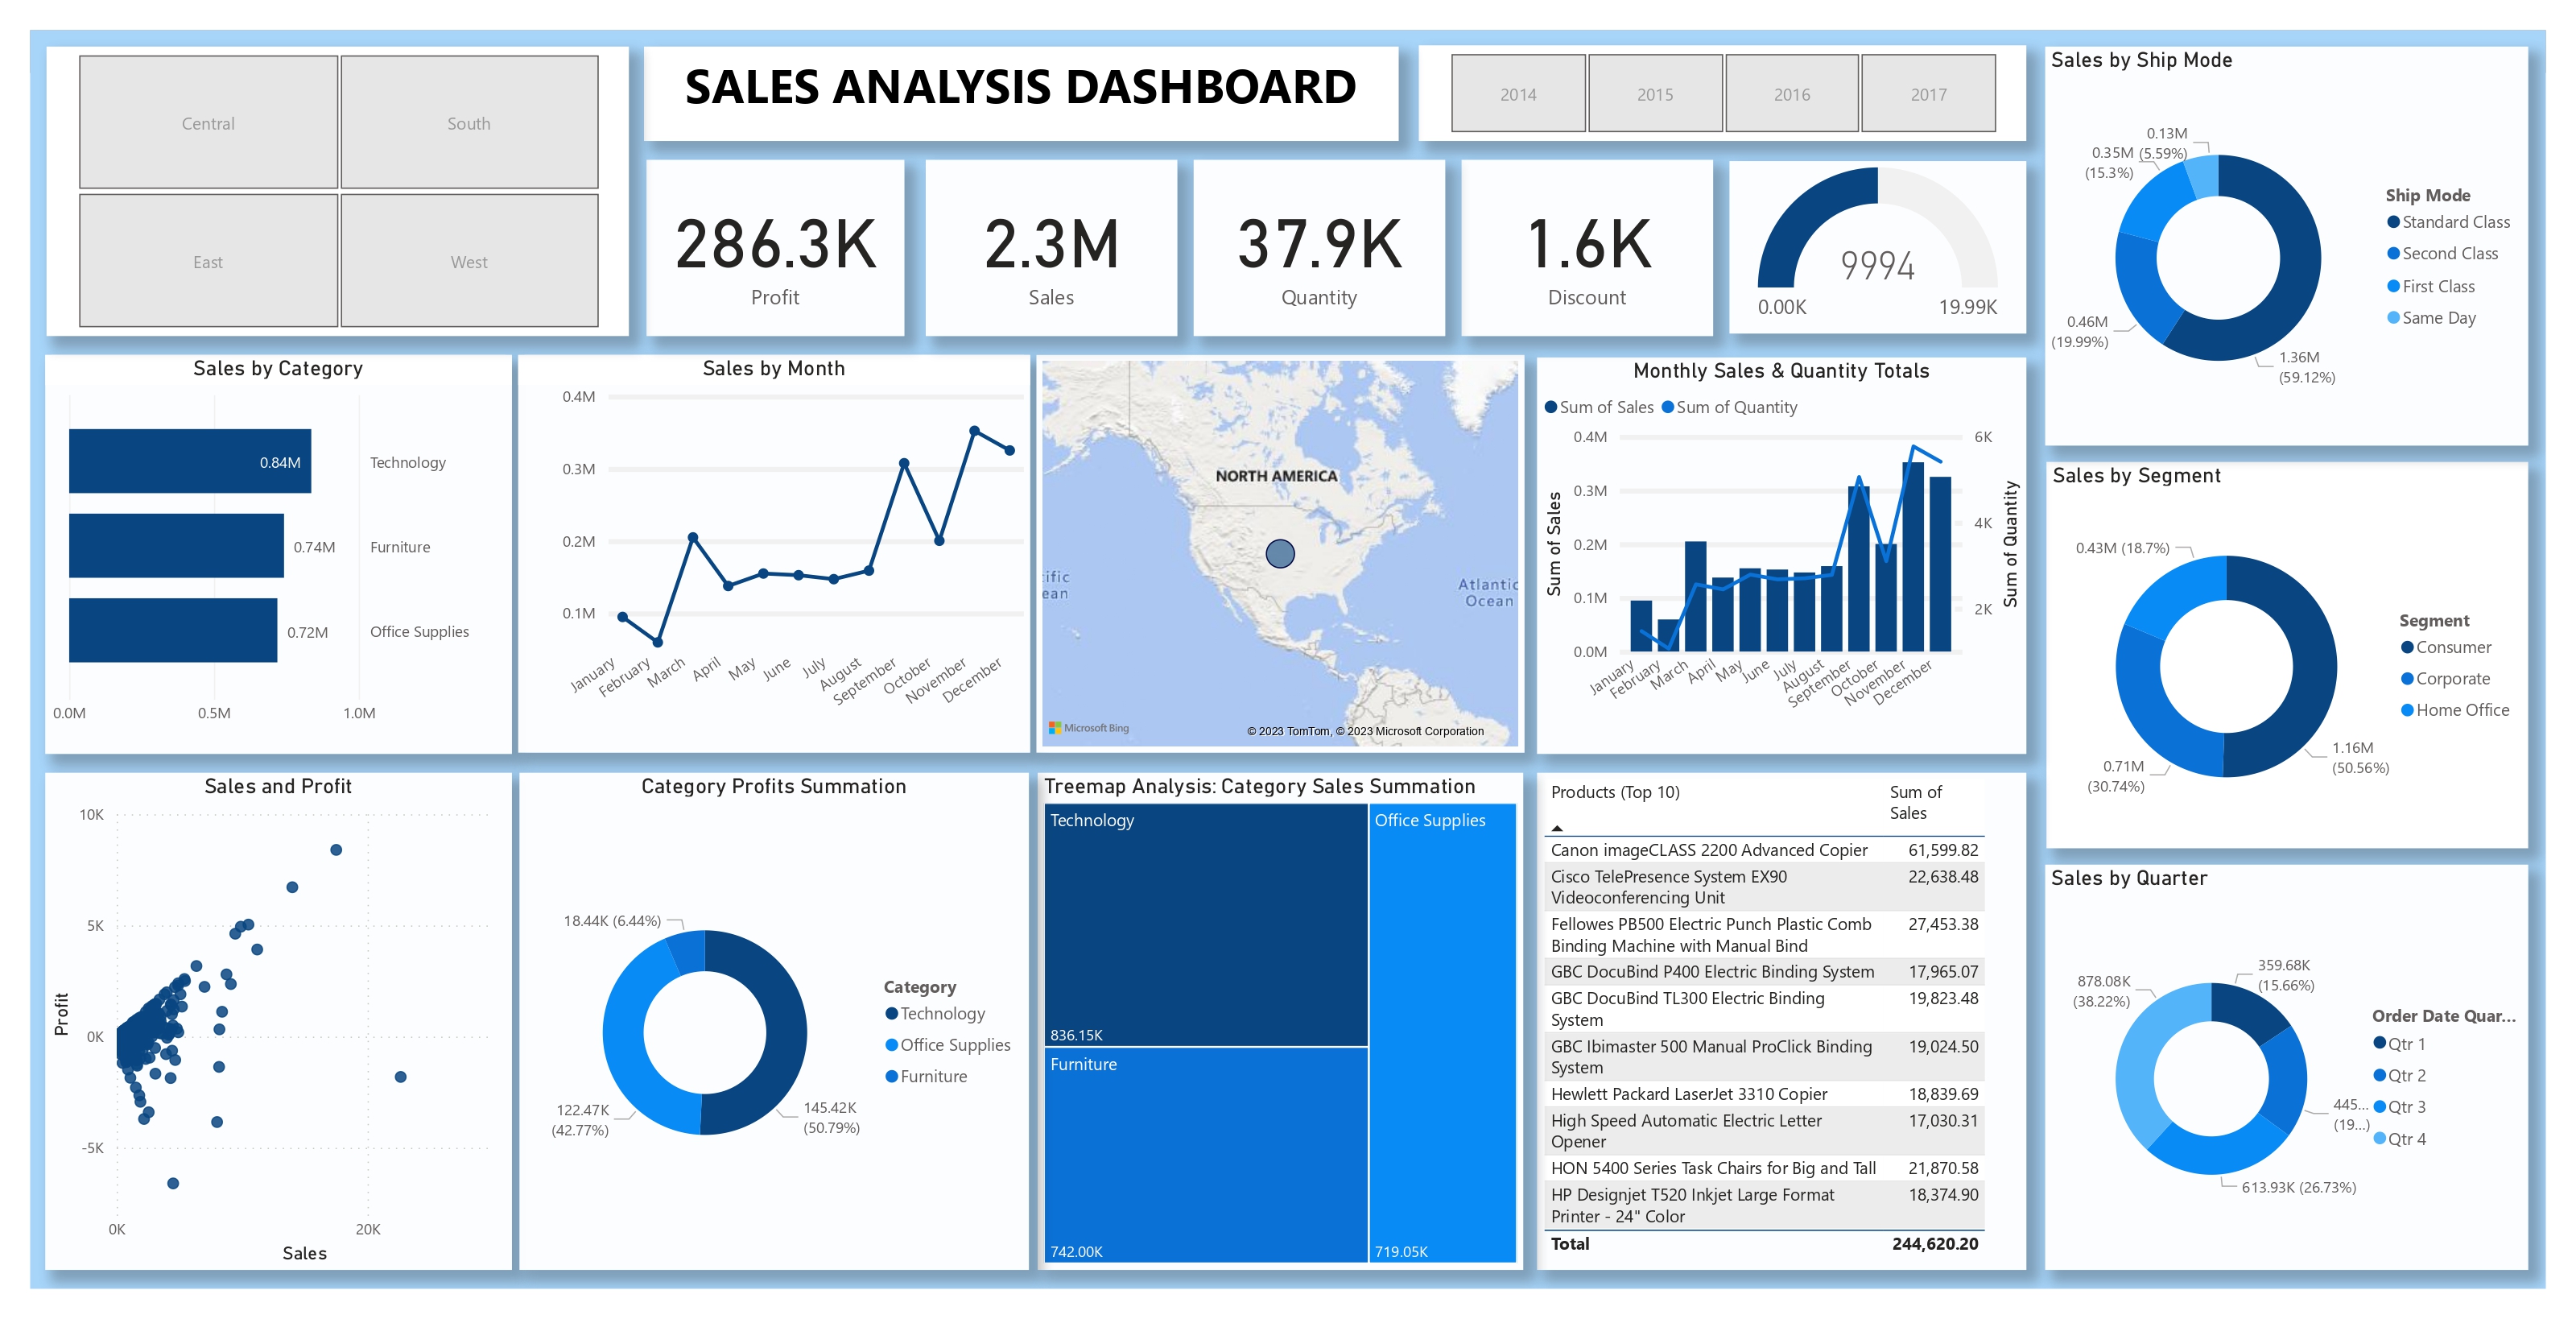 Central
South
East
West
SALES ANALYSIS DASHBOARD
2014
2015
2016
2017
286.3K
Profit
2.3M
Sales
37.9K
Quantity
1.6K
Discount
9994
0.00K
19.99K
Sales by Ship Mode
0.13M
(5.59%)
0.35M
(15.3%)
0.46M
(19.99%)
1.36M
(59.12%)
Ship Mode
Standard Class
Second Class
First Class
Same Day
Sales by Category
0.84M
Technology
0.74M
Furniture
0.72M
Office Supplies
0.0M
0.5M
1.0M
Sales by Month
0.4M
0.3M
0.2M
0.1M
January
February
March
April
May
June
July
August
September
October
November
December
NORTH AMERICA
ific
ean
Atlantic
Ocean
Microsoft Bing
© 2023 TomTom, © 2023 Microsoft Corporation
Monthly Sales & Quantity Totals
Sum of Sales
Sum of Quantity
0.4M
0.3M
0.2M
0.1M
0.0M
6K
4K
2K
Sum of Sales
Sum of Quantity
January
February
March
April
May
June
July
August
September
October
November
December
Sales by Segment
0.43M (18.7%)
0.71M
(30.74%)
1.16M
(50.56%)
Segment
Consumer
Corporate
Home Office
Sales and Profit
10K
5K
0K
-5K
Profit
0K
20K
Sales
Category Profits Summation
18.44K (6.44%)
122.47K
(42.77%)
145.42K
(50.79%)
Category
Technology
Office Supplies
Furniture
Treemap Analysis: Category Sales Summation
Technology
836.15K
Furniture
742.00K
Office Supplies
719.05K
Products (Top 10)
Sum of
Sales
Canon imageCLASS 2200 Advanced Copier 61,599.82
Cisco TelePresence System EX90 22,638.48
Videoconferencing Unit
Fellowes PB500 Electric Punch Plastic Comb 27,453.38
Binding Machine with Manual Bind
GBC DocuBind P400 Electric Binding System 17,965.07
GBC DocuBind TL300 Electric Binding 19,823.48
System
GBC Ibimaster 500 Manual ProClick Binding 19,024.50
System
Hewlett Packard LaserJet 3310 Copier 18,839.69
High Speed Automatic Electric Letter 17,030.31
Opener
HON 5400 Series Task Chairs for Big and Tall 21,870.58
HP Designjet T520 Inkjet Large Format 18,374.90
Printer - 24" Color
Total 244,620.20
Sales by Quarter
359.68K
(15.66%)
878.08K
(38.22%)
445...
(19...)
613.93K (26.73%)
Order Date Quar...
Qtr 1
Qtr 2
Qtr 3
Qtr 4